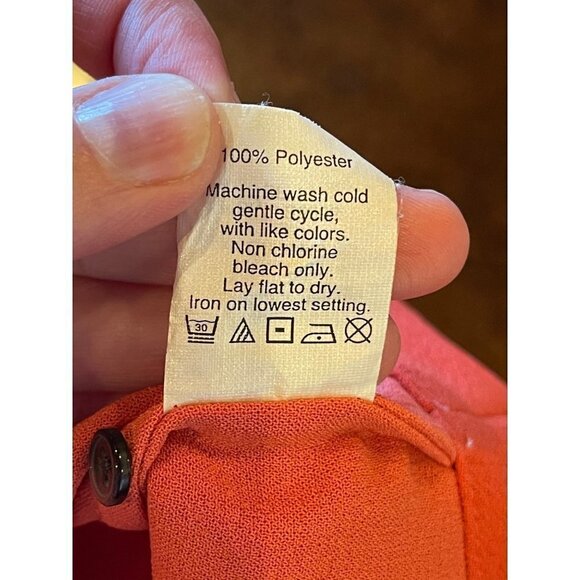 100% Polyester
Machine wash cold
gentle cycle,
with like colors.
Non chlorine
bleach only.
Lay flat to dry.
Iron on lowest setting.
30